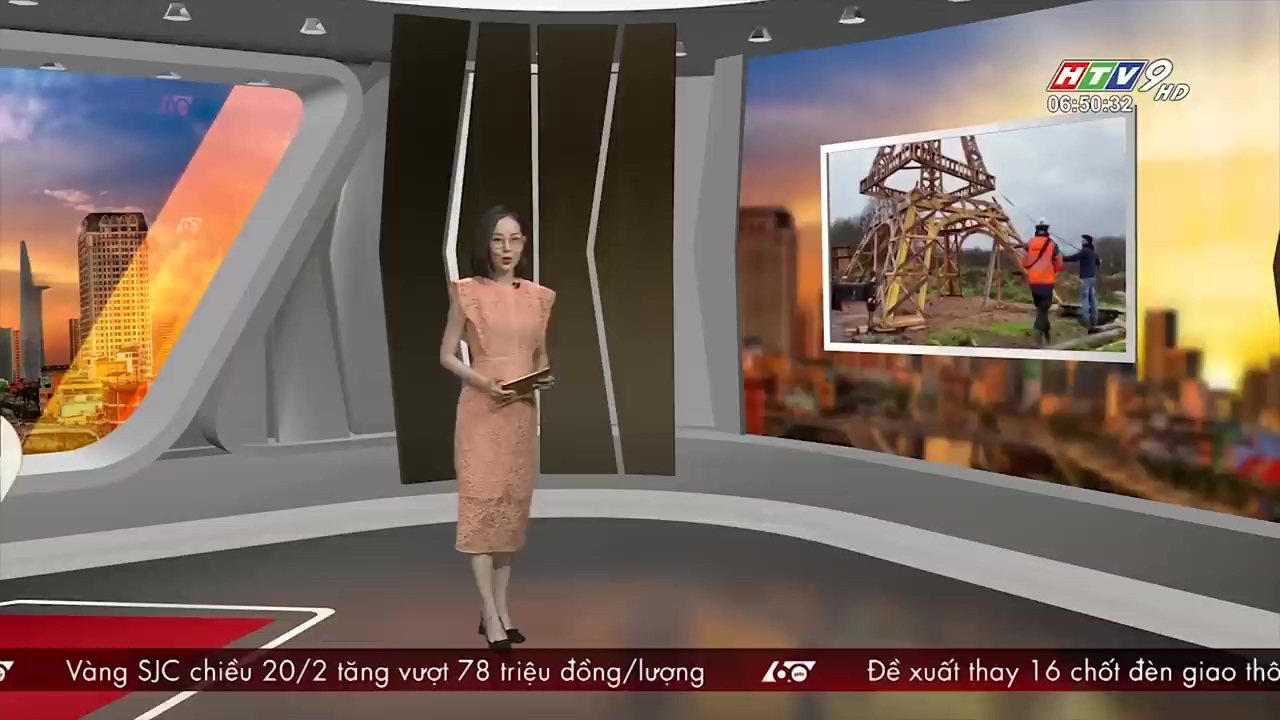 HTV9
HD
06:50:32
Vàng SJC chiều 20/2 tăng vượt 78 triệu đồng/lượng
60
Đề xuất thay 16 chốt đèn giao thô